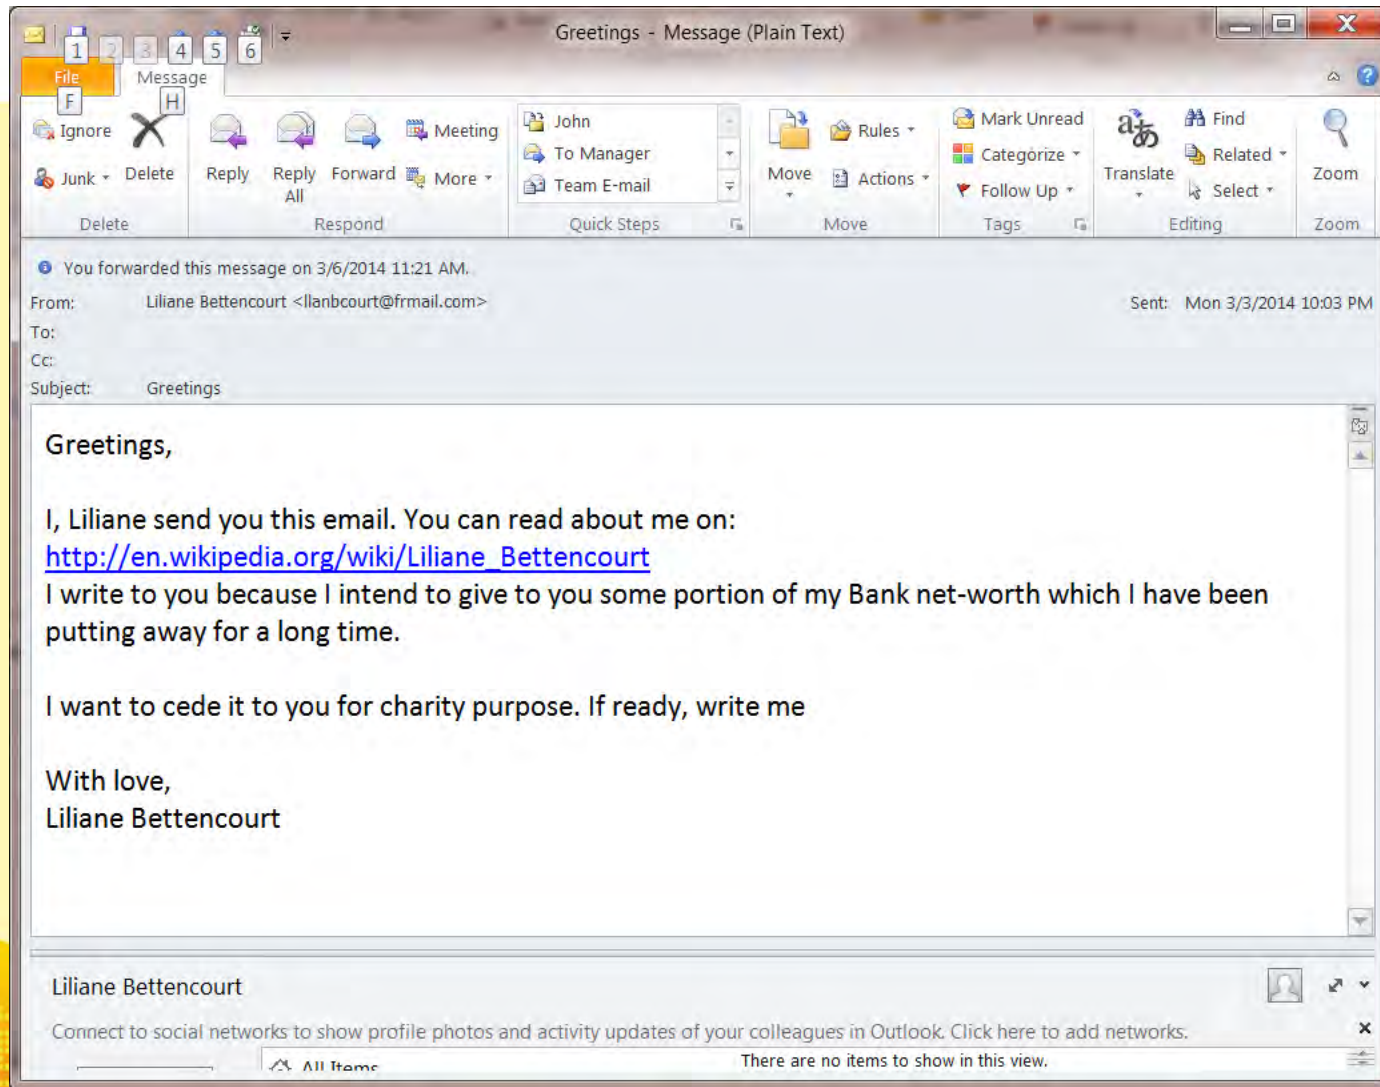 Greetings - Message (Plain Text)
1 2 3 4 5 6
File Message
F H
Ignore
Junk
Delete
Reply
Reply All
Forward
Meeting
More
John
To Manager
Team E-mail
Move
Rules
Actions
Mark Unread
Categorize
Follow Up
Translate
Find
Related
Select
Zoom
Delete Respond Quick Steps Move Tags Editing Zoom
You forwarded this message on 3/6/2014 11:21 AM.
From: Liliane Bettencourt <llanbcourt@frmail.com> Sent: Mon 3/3/2014 10:03 PM
To:
Cc:
Subject: Greetings
Greetings,
I, Liliane send you this email. You can read about me on:
http://en.wikipedia.org/wiki/Liliane_Bettencourt
I write to you because I intend to give to you some portion of my Bank net-worth which I have been
putting away for a long time.
I want to cede it to you for charity purpose. If ready, write me
With love,
Liliane Bettencourt
Liliane Bettencourt
Connect to social networks to show profile photos and activity updates of your colleagues in Outlook. Click here to add networks.
All Items There are no items to show in this view.